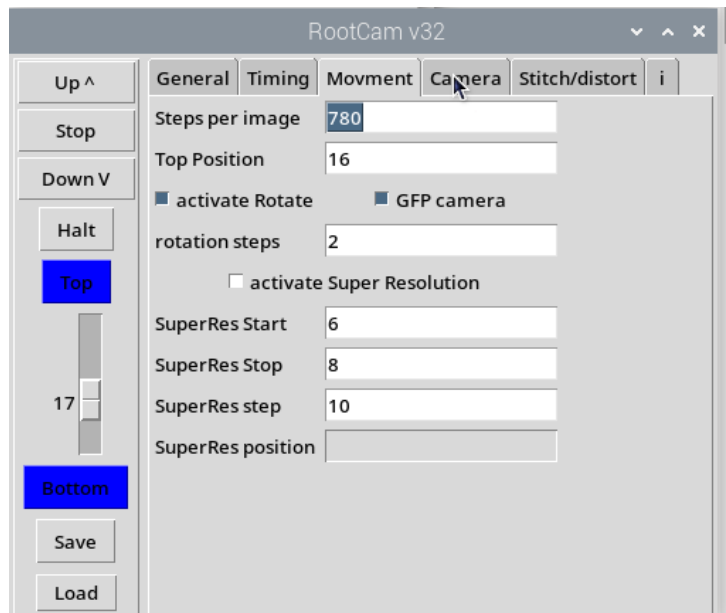 RootCam v32
Up ^
Stop
Down V
Halt
Top
17
Bottom
Save
Load
General Timing Movment Camera Stitch/distort i
Steps per image 780
Top Position 16
activate Rotate GFP camera
rotation steps 2
activate Super Resolution
SuperRes Start 6
SuperRes Stop 8
SuperRes step 10
SuperRes position